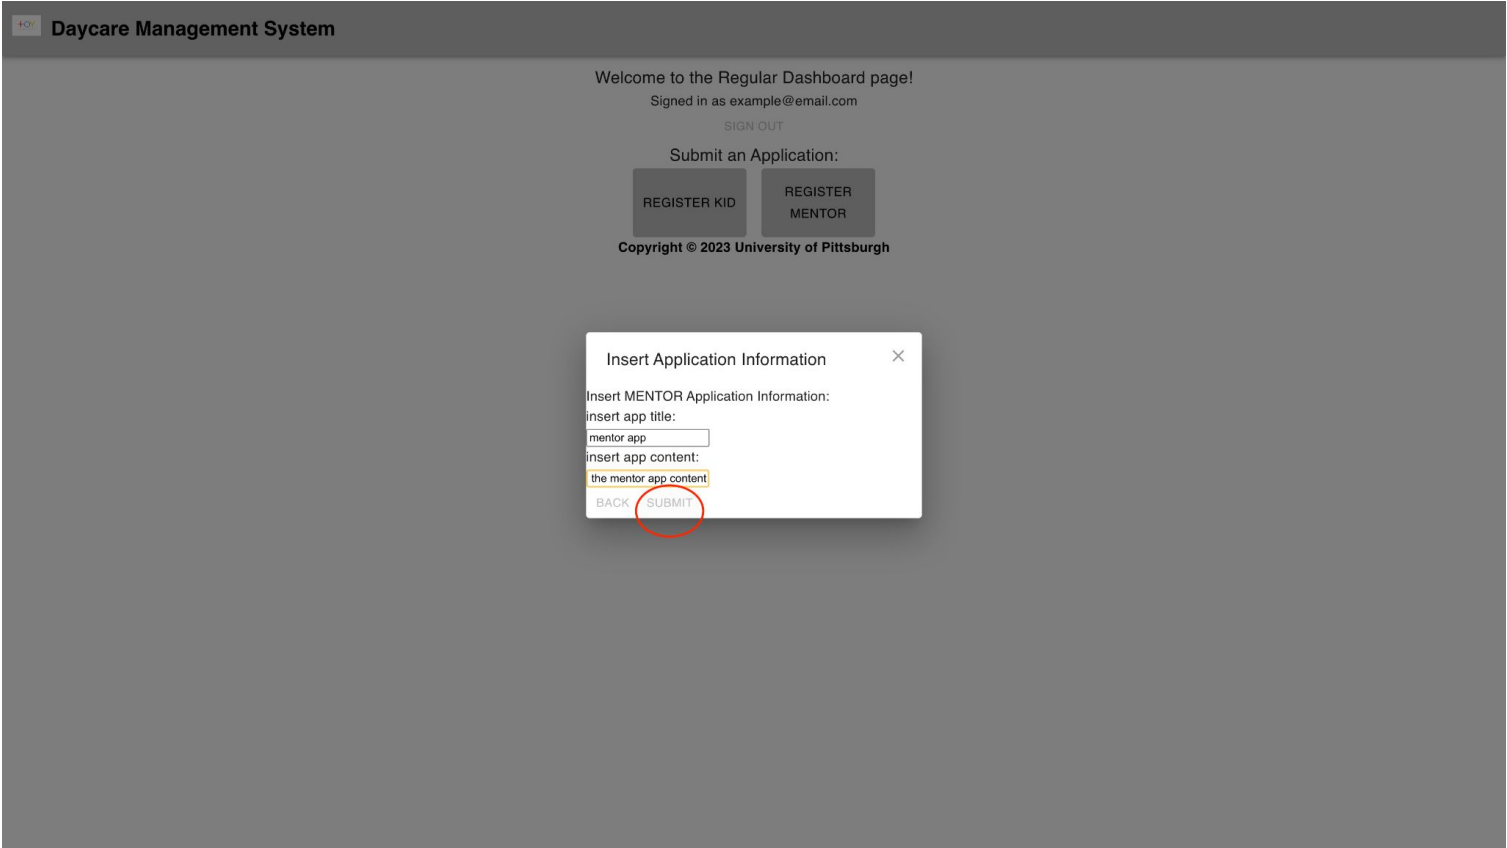 Daycare Management System
Welcome to the Regular Dashboard page!
Signed in as example@email.com
SIGN OUT
Submit an Application:
REGISTER KID
REGISTER
MENTOR
Copyright © 2023 University of Pittsburgh
Insert Application Information
Insert MENTOR Application Information:
insert app title:
mentor app
insert app content:
the mentor app content
BACK SUBMIT